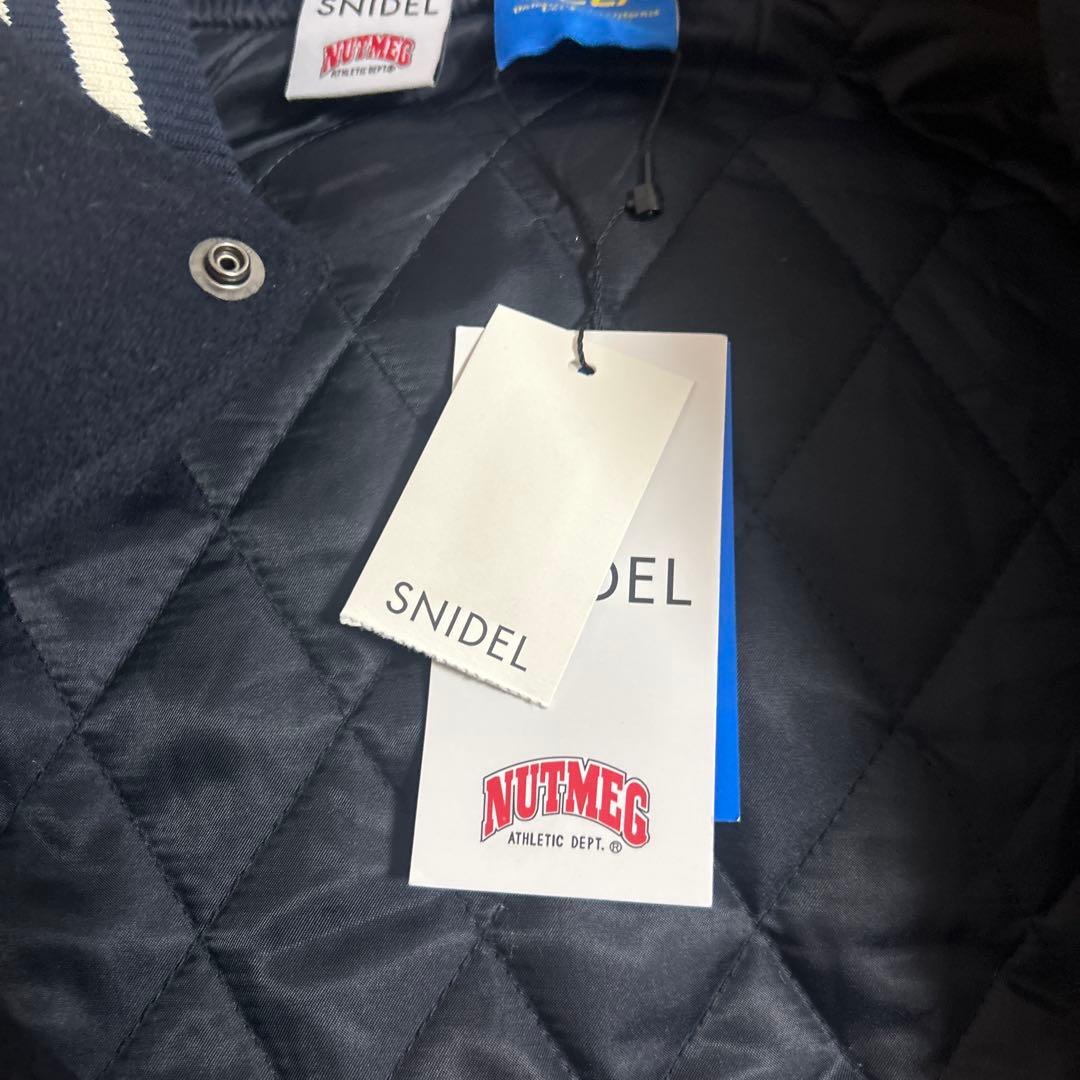 SNIDEL
NUTMEG
ATHLETIC DEPT.®
SNIDEL
DEL
NUTMEG
ATHLETIC DEPT. ®